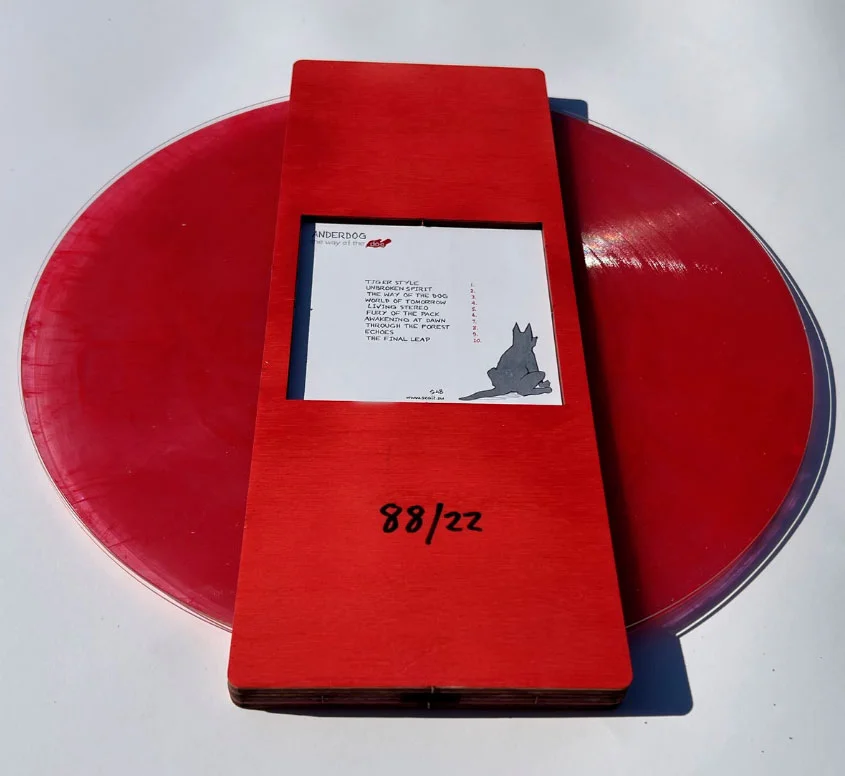 ANDERDOG
the way of the dog
TIGER STYLE 1.
UNBROKEN SPIRIT 2.
THE WAY OF THE DOG 3.
WORLD OF TOMORROW 4.
LIVING STEREO 5.
FURY OF THE PACK 6.
AWAKENING AT DAWN 7.
THROUGH THE FOREST 8.
ECHOES 9.
THE FINAL LEAP 10.
88/22